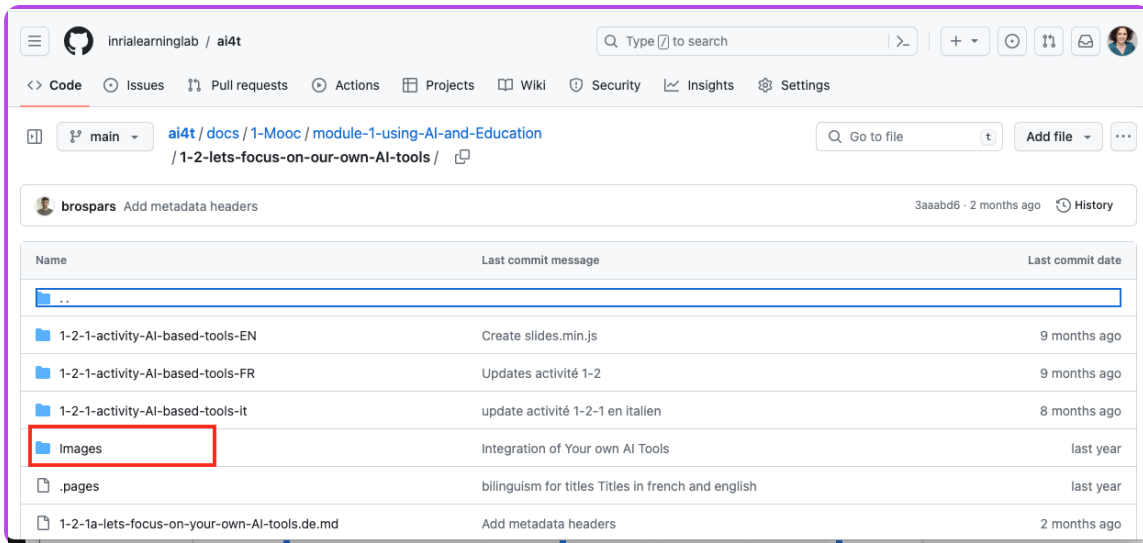 inrialearninglab / ai4t
Type / to search
Code Issues Pull requests Actions Projects Wiki Security Insights Settings
main
ai4t / docs / 1-Mooc / module-1-using-AI-and-Education
/ 1-2-lets-focus-on-our-own-AI-tools /
Go to file t
Add file
brospars Add metadata headers 3aaabd6 · 2 months ago History
Name Last commit message Last commit date
..
1-2-1-activity-AI-based-tools-EN Create slides.min.js 9 months ago
1-2-1-activity-AI-based-tools-FR Updates activité 1-2 9 months ago
1-2-1-activity-AI-based-tools-it update activité 1-2-1 en italien 8 months ago
Images Integration of Your own AI Tools last year
.pages bilinguism for titles Titles in french and english last year
1-2-1a-lets-focus-on-your-own-AI-tools.de.md Add metadata headers 2 months ago